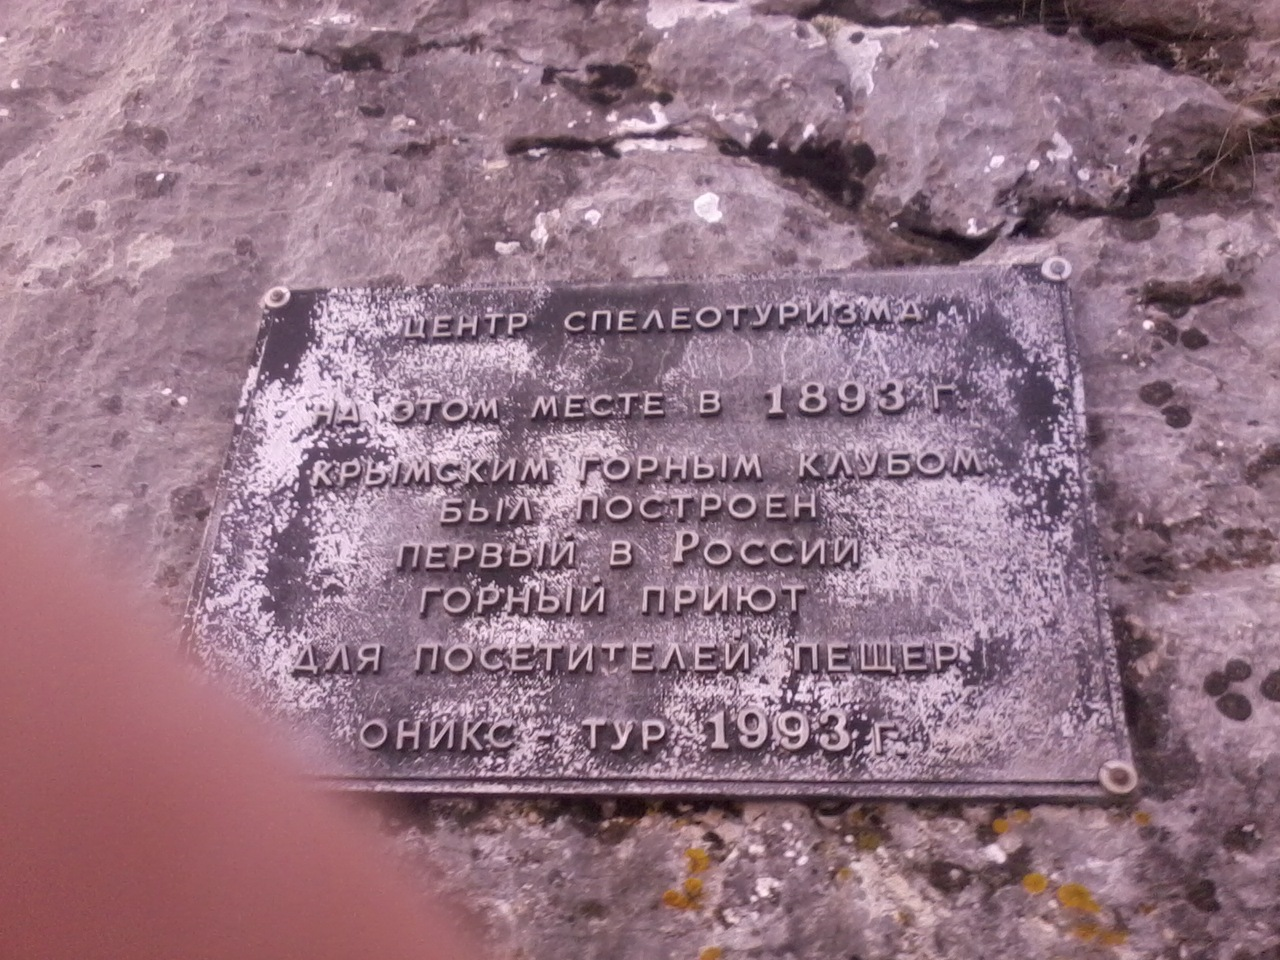 ЦЕНТР СПЕЛЕОТУРИЗМА
НА ЭТОМ МЕСТЕ В 1893 Г.
КРЫМСКИМ ГОРНЫМ КЛУБОМ
БЫЛ ПОСТРОЕН
ПЕРВЫЙ В РОССИИ
ГОРНЫЙ ПРИЮТ
ДЛЯ ПОСЕТИТЕЛЕЙ ПЕЩЕР
ОНИКС - ТУР 1993 Г.